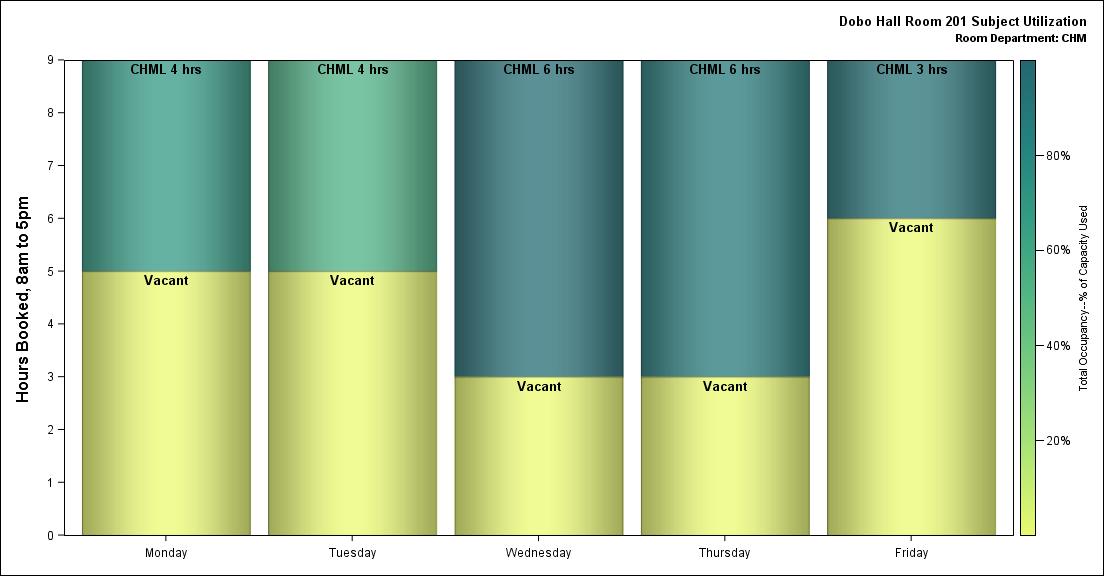 Dobo Hall Room 201 Subject Utilization
Room Department: CHM
Hours Booked, 8am to 5pm
9
8
7
6
5
4
3
2
1
0
CHML 4 hrs
Vacant
CHML 4 hrs
Vacant
CHML 6 hrs
Vacant
CHML 6 hrs
Vacant
CHML 3 hrs
Vacant
Monday
Tuesday
Wednesday
Thursday
Friday
80%
60%
40%
20%
Total Occupancy--% of Capacity Used